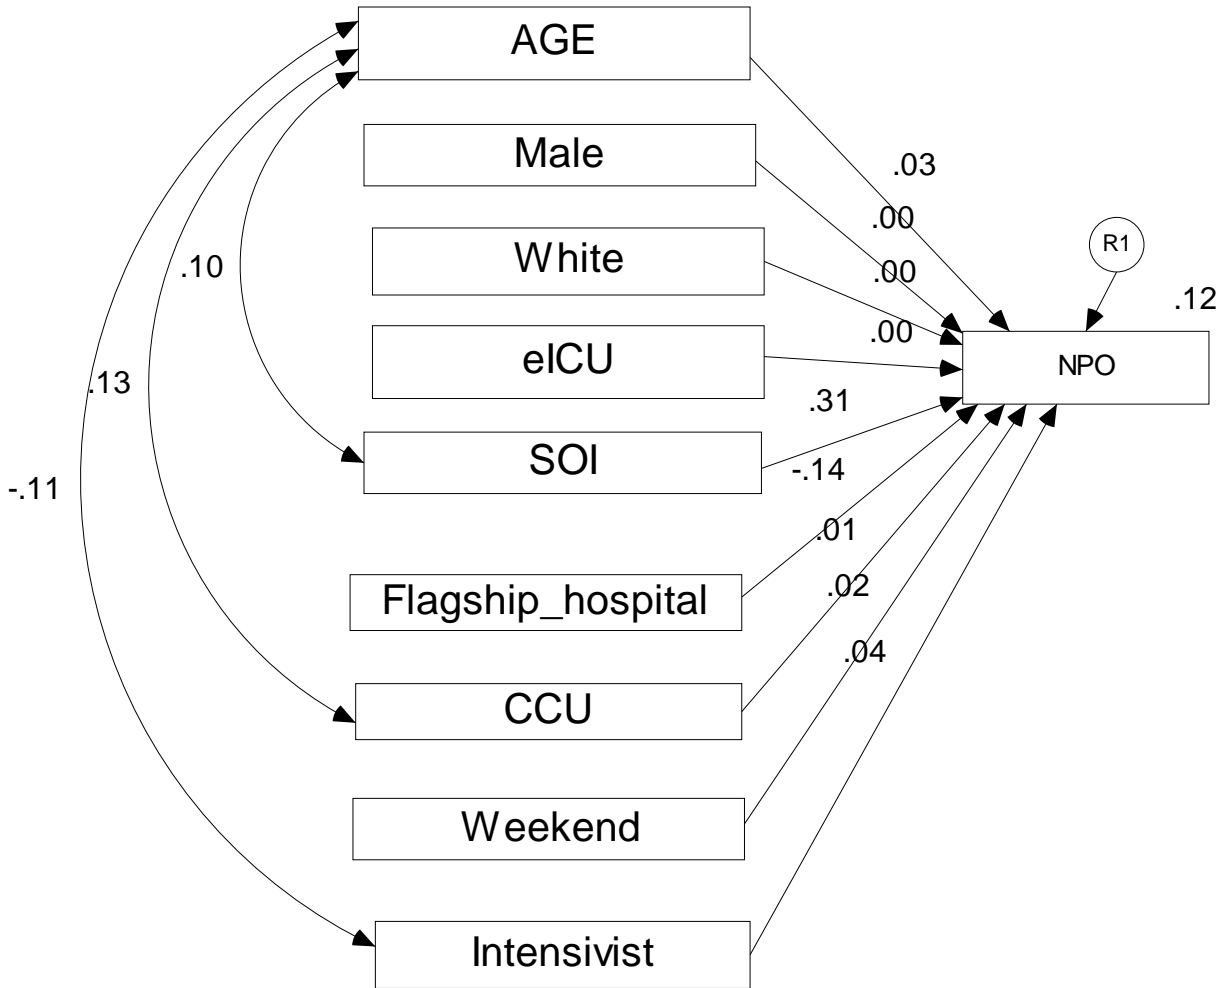 AGE
Male
.03
.00
White
R1
.10
.00
.12
eICU
.00
NPO
.13
.31
SOI
-.14
-.11
.01
Flagship_hospital
.02
.04
CCU
Weekend
Intensivist